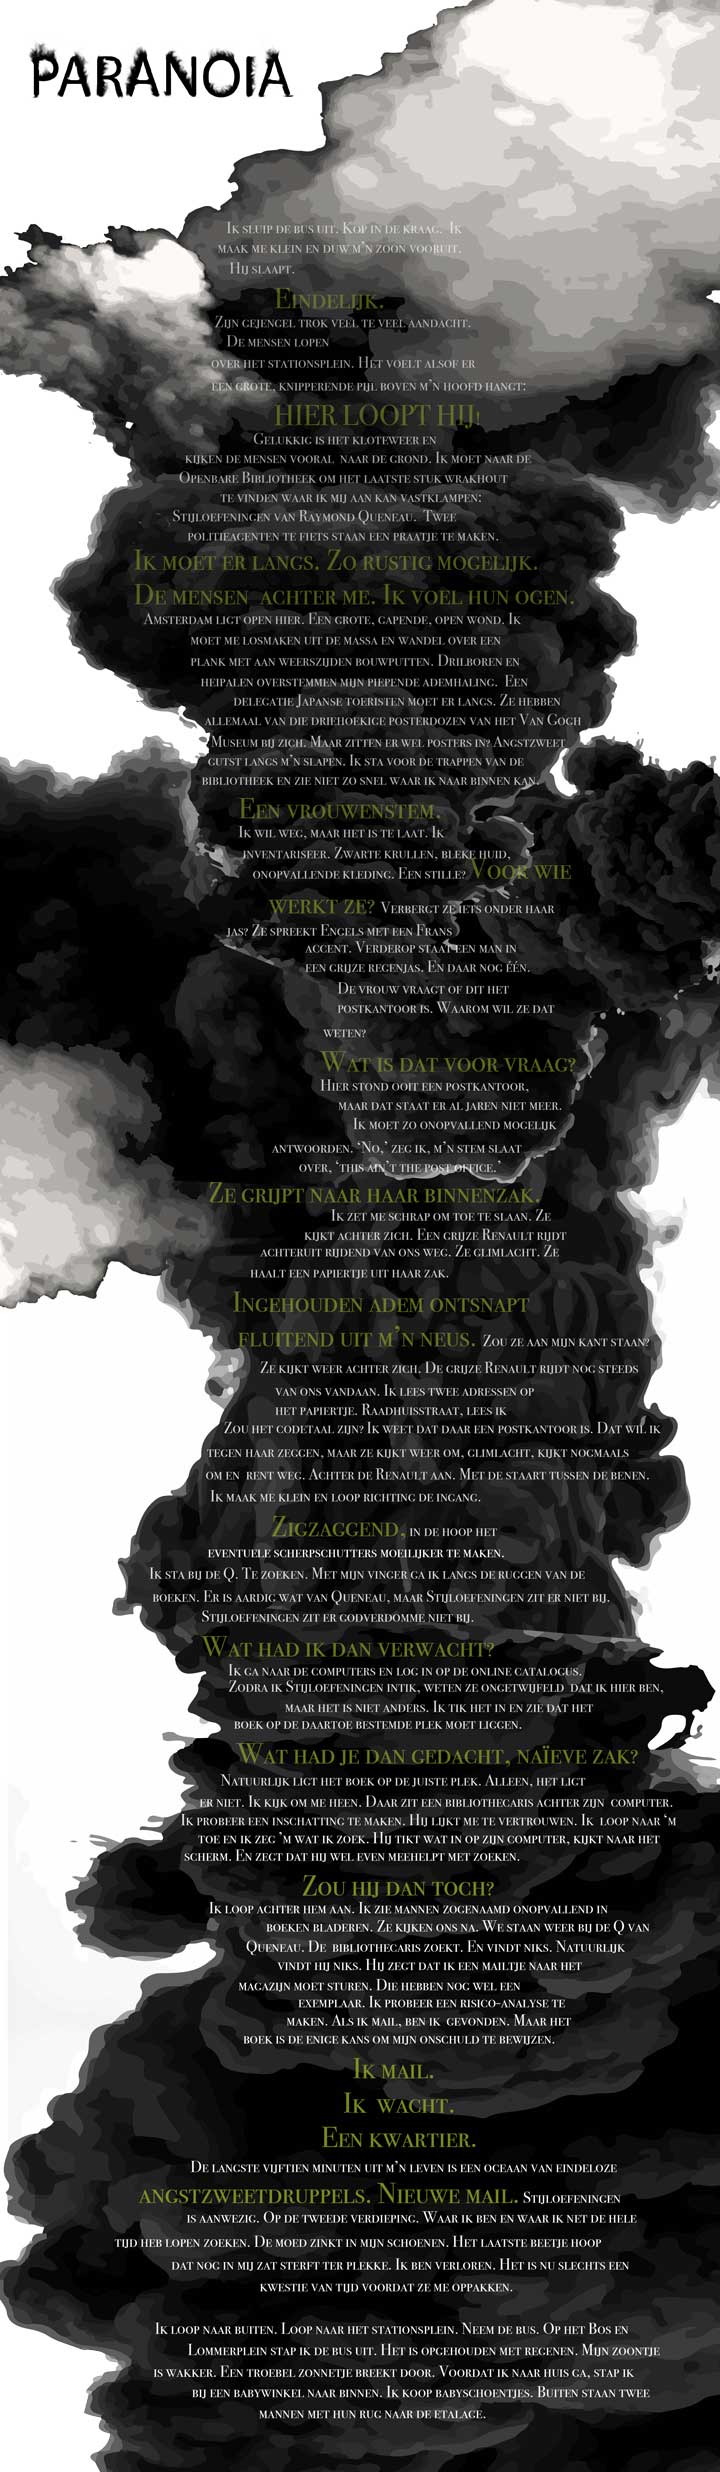 PARANOIA
Ik sluip de bus uit. Kop in de kraag. Ik
maak me klein en duw m'n zoon vooruit.
Hij slaapt.
Eindelijk.
Zijn gejengel trok veel te veel aandacht.
De mensen lopen
over het stationsplein. Het voelt alsof er
een grote, knipperende pijl boven m'n hoofd hangt:
HIER LOOPT HIJ!
Gelukkig is het kloteweer en
kijken de mensen vooral naar de grond. Ik moet naar de
Openbare Bibliotheek om het laatste stuk wrakhout
te vinden waar ik mij aan kan vastklampen:
Stijloefeningen van Raymond Queneau. Twee
politieagenten te fiets staan een praatje te maken.
Ik moet er langs. Zo rustig mogelijk.
De mensen achter me. Ik voel hun ogen.
Amsterdam ligt open hier. Een grote, gapende, open wond. Ik
moet me losmaken uit de massa en wandel over een
plank met aan weerszijden bouwputten. Drilboren en
heipalen overstemmen mijn piepende ademhaling. Een
delegatie Japanse toeristen moet er langs. Ze hebben
allemaal van die driehoekige posterdozen van het Van Gogh
Museum bij zich. Maar zitten er wel posters in? Angstzweet
gutst langs m'n slapen. Ik sta voor de trappen van de
bibliotheek en zie niet zo snel waar ik naar binnen kan.
Een vrouwenstem.
Ik wil weg, maar het is te laat. Ik
inventariseer. Zwarte krullen, bleke huid,
onopvallende kleding. Een stille? Voor wie
werkt ze? Verbergt ze iets onder haar
jas? Ze spreekt Engels met een Frans
accent. Verderop staat een man in
een grijze regenjas. En daar nog één.
De vrouw vraagt of dit het
postkantoor is. Waarom wil ze dat
weten?
Wat is dat voor vraag?
Hier stond ooit een postkantoor,
maar dat staat er al jaren niet meer.
Ik moet zo onopvallend mogelijk
antwoorden. 'No,' zeg ik, m'n stem slaat
over, 'this ain't the post office.'
Ze grijpt naar haar binnenzak.
Ik zet me schrap om toe te slaan. Ze
kijkt achter zich. Een grijze Renault rijdt
achteruit rijdend van ons weg. Ze glimlacht. Ze
haalt een papiertje uit haar zak.
Ingehouden adem ontsnapt
fluitend uit m'n neus. Zou ze aan mijn kant staan?
Ze kijkt weer achter zich. De grijze Renault rijdt nog steeds
van ons vandaan. Ik lees twee adressen op
het papiertje. Raadhuisstraat, lees ik
Zou het codetaal zijn? Ik weet dat daar een postkantoor is. Dat wil ik
tegen haar zeggen, maar ze kijkt weer om, glimlacht, kijkt nogmaals
om en rent weg. Achter de Renault aan. Met de staart tussen de benen.
Ik maak me klein en loop richting de ingang.
Zigzaggend, in de hoop het
eventuele scherpschutters moeilijker te maken.
Ik sta bij de Q. Te zoeken. Met mijn vinger ga ik langs de ruggen van de
boeken. Er is aardig wat van Queneau, maar Stijloefeningen zit er niet bij.
Stijloefeningen zit er godverdomme niet bij.
Wat had ik dan verwacht?
Ik ga naar de computers en log in op de online catalogus.
Zodra ik Stijloefeningen intik, weten ze ongetwijfeld dat ik hier ben,
maar het is niet anders. Ik tik het in en zie dat het
boek op de daartoe bestemde plek moet liggen.
Wat had je dan gedacht, naïeve zak?
Natuurlijk ligt het boek op de juiste plek. Alleen, het ligt
er niet. Ik kijk om me heen. Daar zit een bibliothecaris achter zijn computer.
Ik probeer een inschatting te maken. Hij lijkt me te vertrouwen. Ik loop naar 'm
toe en ik zeg 'm wat ik zoek. Hij tikt wat in op zijn computer, kijkt naar het
scherm. En zegt dat hij wel even meehelpt met zoeken.
Zou hij dan toch?
Ik loop achter hem aan. Ik zie mannen zogenaamd onopvallend in
boeken bladeren. Ze kijken ons na. We staan weer bij de Q van
Queneau. De bibliothecaris zoekt. En vindt niks. Natuurlijk
vindt hij niks. Hij zegt dat ik een mailtje naar het
magazijn moet sturen. Die hebben nog wel een
exemplaar. Ik probeer een risico-analyse te
maken. Als ik mail, ben ik gevonden. Maar het
boek is de enige kans om mijn onschuld te bewijzen.
Ik mail.
Ik wacht.
Een kwartier.
De langste vijftien minuten uit m'n leven is een oceaan van eindeloze
angstzweetdruppels. Nieuwe mail. Stijloefeningen
is aanwezig. Op de tweede verdieping. Waar ik ben en waar ik net de hele
tijd heb lopen zoeken. De moed zinkt in mijn schoenen. Het laatste beetje hoop
dat nog in mij zat sterft ter plekke. Ik ben verloren. Het is nu slechts een
kwestie van tijd voordat ze me oppakken.
Ik loop naar buiten. Loop naar het stationsplein. Neem de bus. Op het Bos en
Lommerplein stap ik de bus uit. Het is opgehouden met regenen. Mijn zoontje
is wakker. Een troebel zonnetje breekt door. Voordat ik naar huis ga, stap ik
bij een babywinkel naar binnen. Ik koop babyschoentjes. Buiten staan twee
mannen met hun rug naar de etalage.